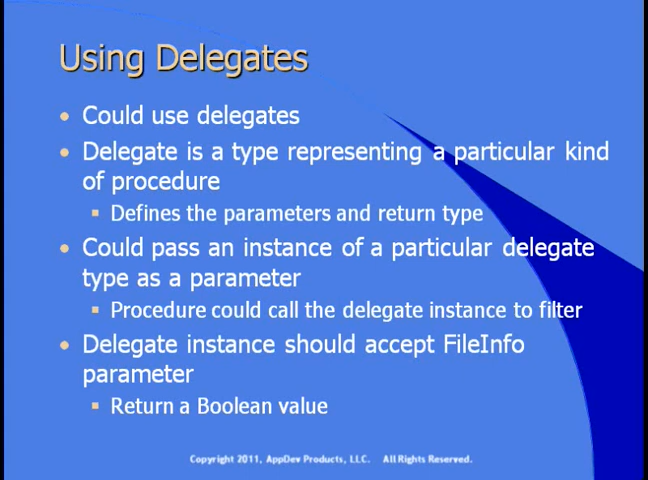 Using Delegates
• Could use delegates
• Delegate is a type representing a particular kind
of procedure
▪ Defines the parameters and return type
• Could pass an instance of a particular delegate
type as a parameter
▪ Procedure could call the delegate instance to filter
• Delegate instance should accept FileInfo
parameter
▪ Return a Boolean value
Copyright 2011, AppDev Products, LLC. All Rights Reserved.